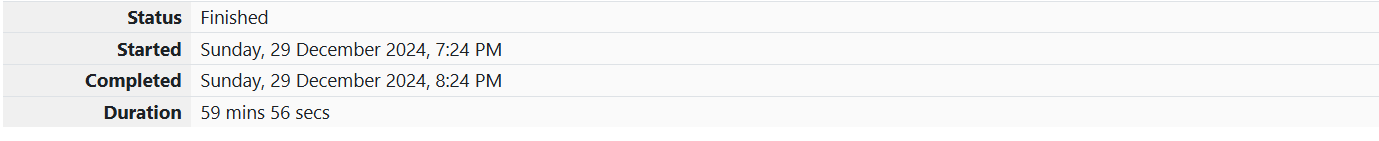 Status Finished
Started Sunday, 29 December 2024, 7:24 PM
Completed Sunday, 29 December 2024, 8:24 PM
Duration 59 mins 56 secs